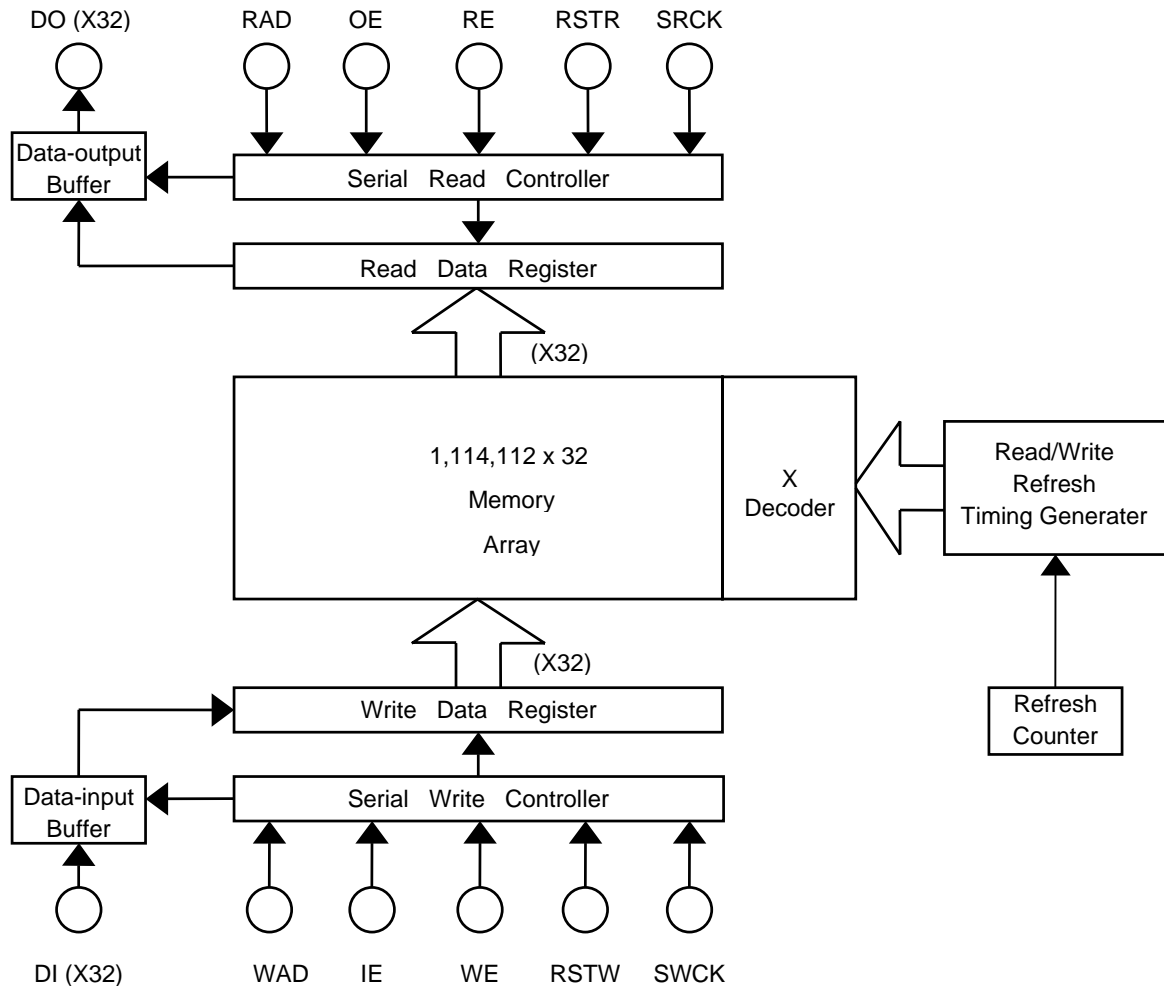 DO (X32) RAD OE RE RSTR SRCK
Data-output
Buffer
Serial Read Controller
Read Data Register
(X32)
1,114,112 x 32
Memory
Array
X
Decoder
Read/Write
Refresh
Timing Generater
(X32)
Write Data Register
Refresh
Counter
Data-input
Buffer
Serial Write Controller
DI (X32) WAD IE WE RSTW SWCK